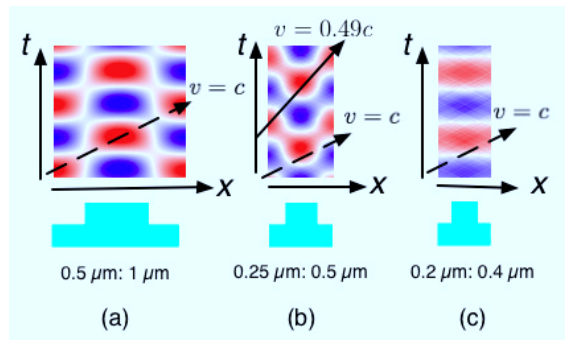 t
v = c
x
0.5 μm: 1 μm
(a)
t
v = 0.49c
v = c
x
0.25 μm: 0.5 μm
(b)
t
v = c
x
0.2 μm: 0.4 μm
(c)